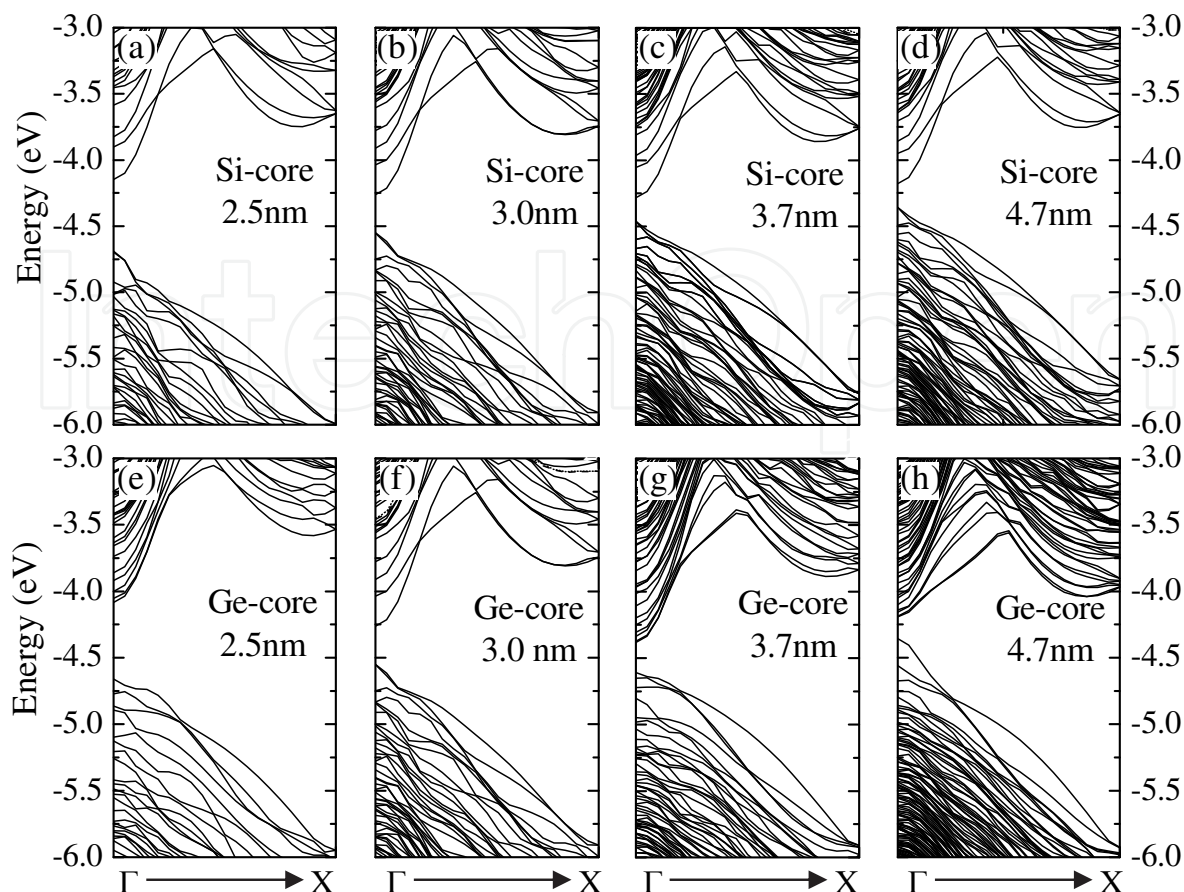 -3.0
(a)
(b)
(c)
(d)
-3.0
-3.5
-3.5
-4.0
-4.0
Si-core
2.5nm
Si-core
3.0nm
Si-core
3.7nm
Si-core
4.7nm
-4.5
-4.5
-5.0
-5.0
-5.5
-5.5
-6.0
-6.0
Energy (eV)
IntechOpen
-3.0
(e)
(f)
(g)
(h)
-3.0
-3.5
-3.5
-4.0
-4.0
Ge-core
2.5nm
Ge-core
3.0 nm
Ge-core
3.7nm
Ge-core
4.7nm
-4.5
-4.5
-5.0
-5.0
-5.5
-5.5
-6.0
-6.0
Energy (eV)
Γ X
Γ X
Γ X
Γ X